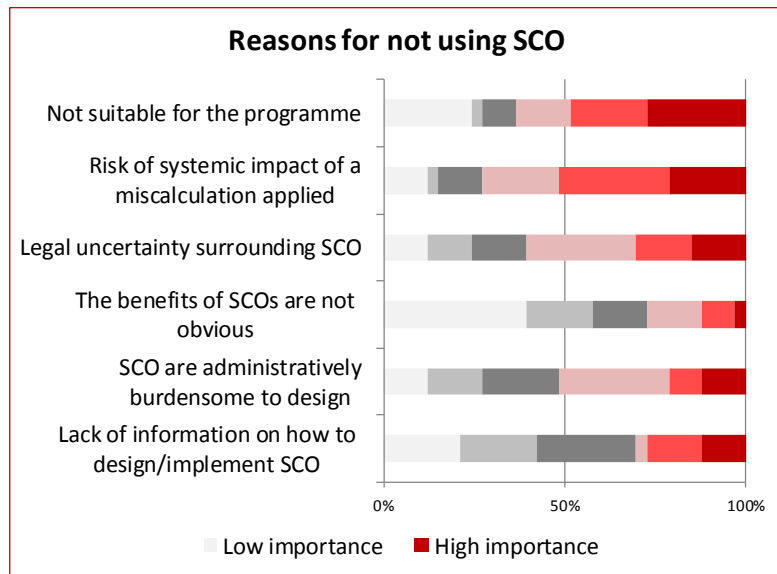 Reasons for not using SCO
Not suitable for the programme
Risk of systemic impact of a
miscalculation applied
Legal uncertainty surrounding SCO
The benefits of SCOs are not
obvious
SCO are administratively
burdensome to design
Lack of information on how to
design/implement SCO
0% 50% 100%
Low importance High importance